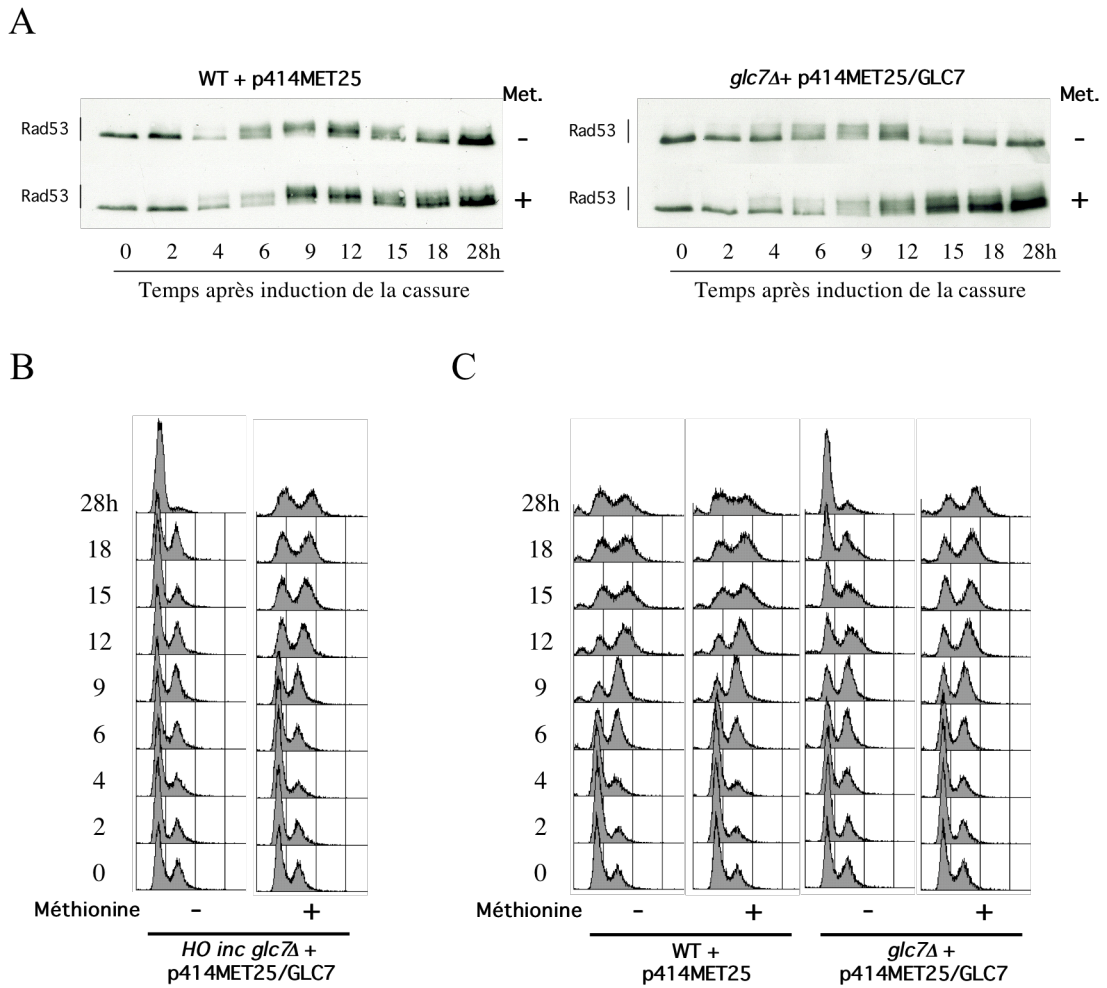 A
WT + p414MET25
Met.
Rad53
-
Rad53
+
0 2 4 6 9 12 15 18 28h
Temps après induction de la cassure
glc7Δ+ p414MET25/GLC7
Met.
Rad53
-
Rad53
+
0 2 4 6 9 12 15 18 28h
Temps après induction de la cassure
B
28h
18
15
12
9
6
4
2
0
Méthionine - +
HO inc glc7Δ +
p414MET25/GLC7
C
28h
18
15
12
9
6
4
2
0
Méthionine - + - +
WT +
p414MET25
glc7Δ +
p414MET25/GLC7